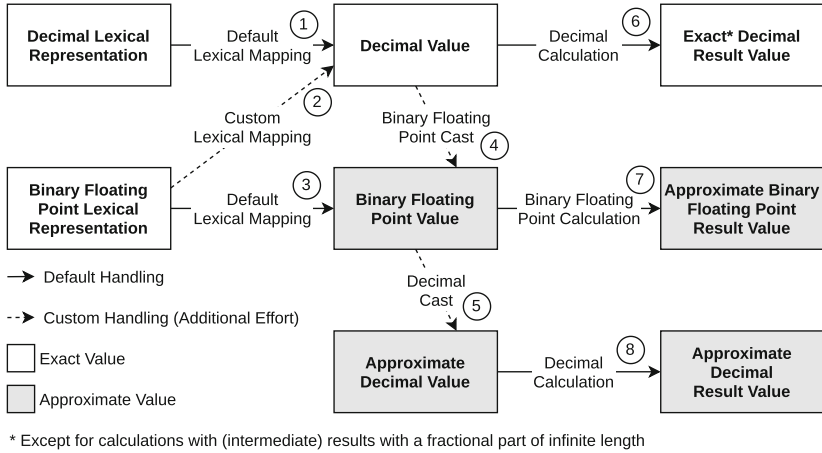 Decimal Lexical
Representation
Default
Lexical Mapping
1
Decimal Value
Decimal
Calculation
6
Exact* Decimal
Result Value
Custom
Lexical Mapping
2
Binary Floating
Point Cast
4
Binary Floating
Point Lexical
Representation
Default
Lexical Mapping
3
Binary Floating
Point Value
Binary Floating
Point Calculation
7
Approximate Binary
Floating Point
Result Value
Default Handling
Custom Handling (Additional Effort)
Exact Value
Approximate Value
Decimal
Cast
5
Approximate
Decimal Value
Decimal
Calculation
8
Approximate
Decimal
Result Value
* Except for calculations with (intermediate) results with a fractional part of infinite length